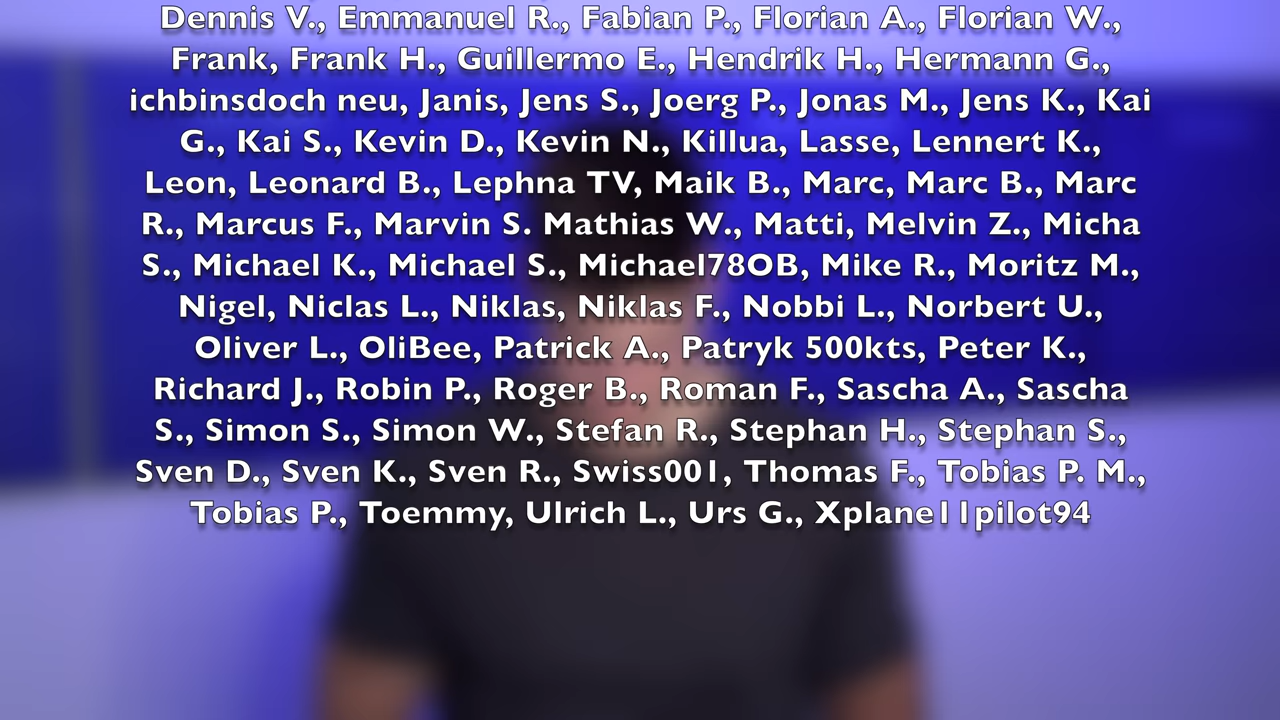 Dennis V., Emmanuel R., Fabian P., Florian A., Florian W.,
Frank, Frank H., Guillermo E., Hendrik H., Hermann G.,
ichbinsdoch neu, Janis, Jens S., Joerg P., Jonas M., Jens K., Kai
G., Kai S., Kevin D., Kevin N., Killua, Lasse, Lennert K.,
Leon, Leonard B., Lephna TV, Maik B., Marc, Marc B., Marc
R., Marcus F., Marvin S. Mathias W., Matti, Melvin Z., Micha
S., Michael K., Michael S., Michael78OB, Mike R., Moritz M.,
Nigel, Niclas L., Niklas, Niklas F., Nobbi L., Norbert U.,
Oliver L., OliBee, Patrick A., Patryk 500kts, Peter K.,
Richard J., Robin P., Roger B., Roman F., Sascha A., Sascha
S., Simon S., Simon W., Stefan R., Stephan H., Stephan S.,
Sven D., Sven K., Sven R., Swiss001, Thomas F., Tobias P. M.,
Tobias P., Toemmy, Ulrich L., Urs G., Xplane11pilot94